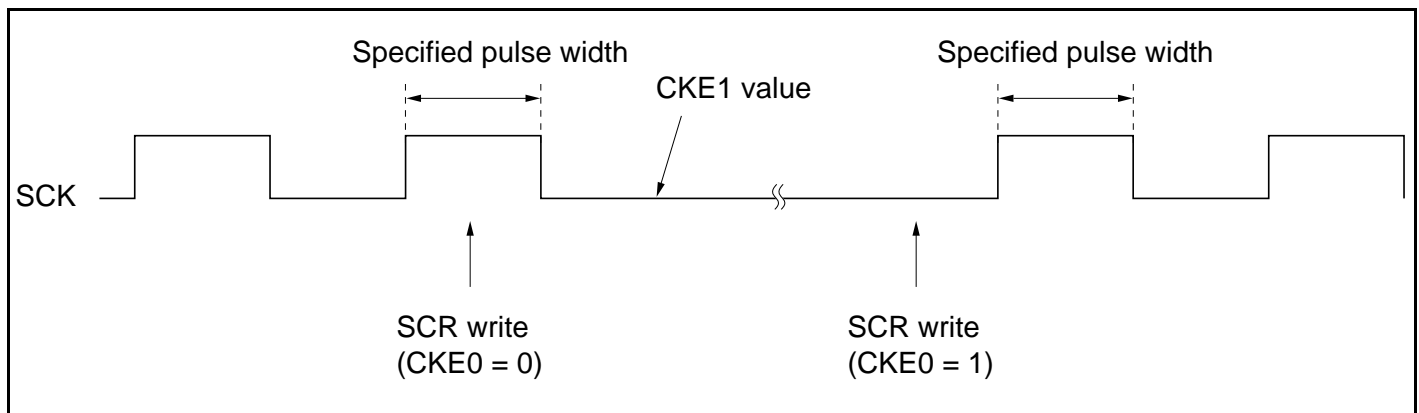 Specified pulse width
Specified pulse width
CKE1 value
SCK
SCR write
(CKE0 = 0)
SCR write
(CKE0 = 1)